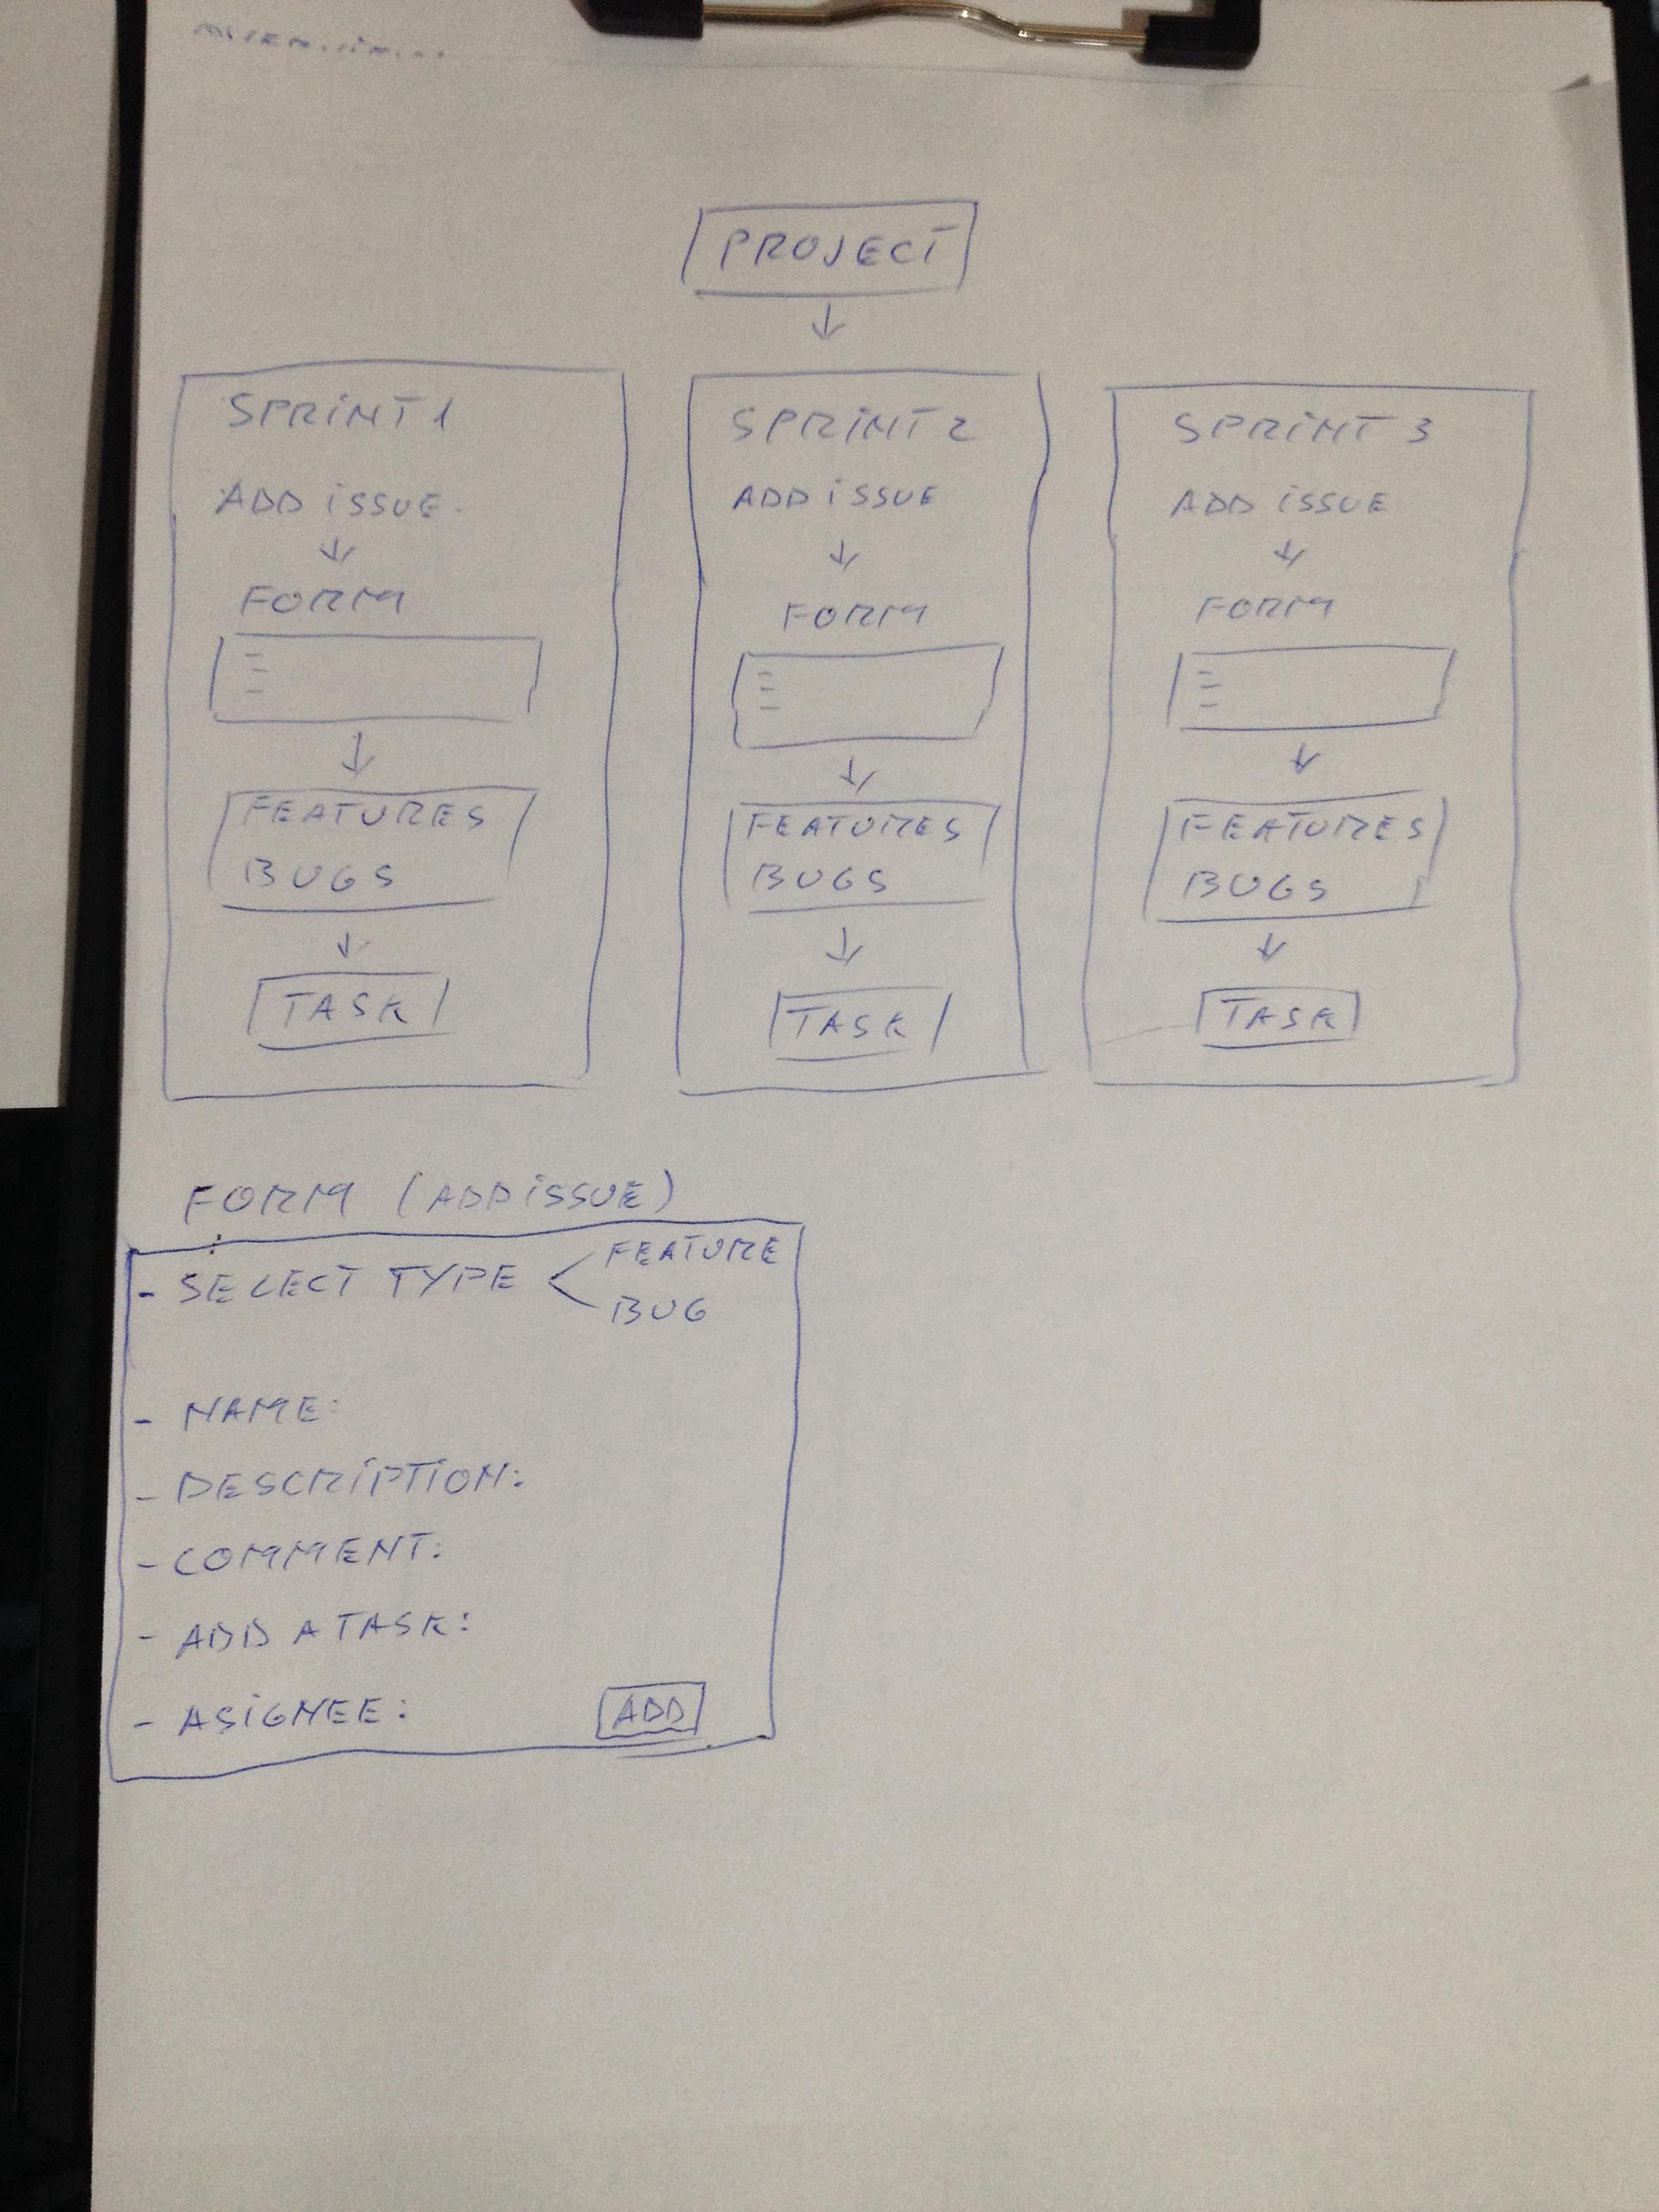 PROJECT
SPRINT 1
ADD ISSUE
FORM
FEATURES
BUGS
TASK
SPRINT 2
ADD ISSUE
FORM
FEATURES
BUGS
TASK
SPRINT 3
ADD ISSUE
FORM
FEATURES
BUGS
TASK
FORM (ADD ISSUE)
- SELECT TYPE < FEATURE
BUG
- NAME:
- DESCRIPTION:
- COMMENT:
- ADD A TASK:
- ASIGNEE: ADD